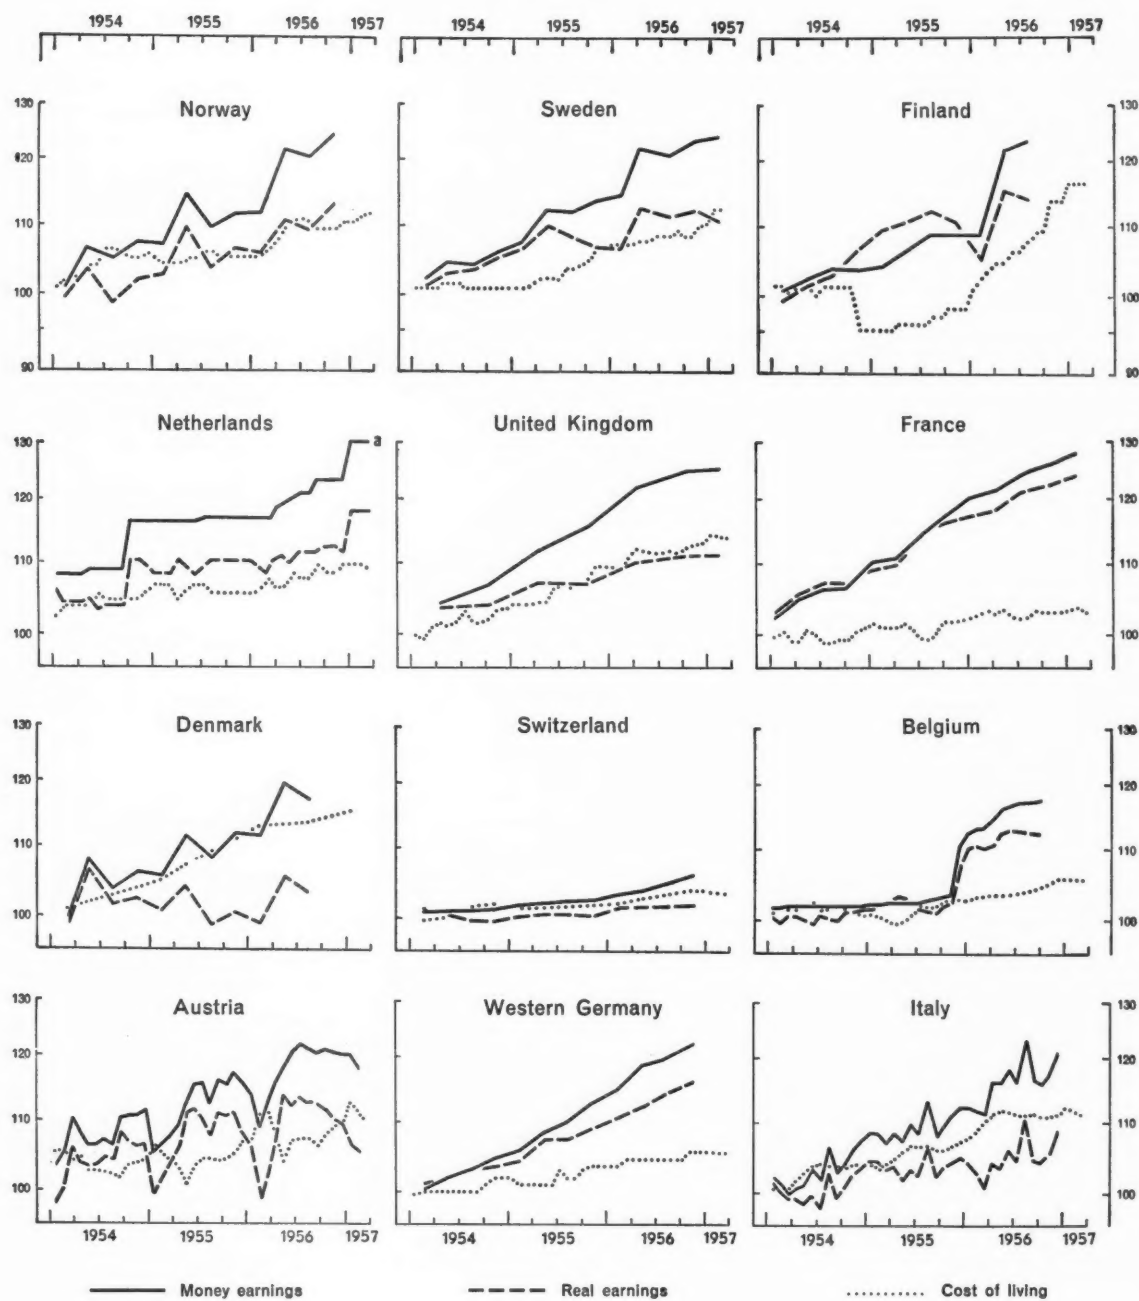 1954 1955 1956 1957 1954 1955 1956 1957 1954 1955 1956 1957
Norway Sweden Finland
130 130
120 120
110 110
100 100
90 90
Netherlands United Kingdom France
130 a 130
120 120
110 110
100 100
Denmark Switzerland Belgium
130 130
120 120
110 110
100 100
Austria Western Germany Italy
130 130
120 120
110 110
100 100
1954 1955 1956 1957 1954 1955 1956 1957 1954 1955 1956 1957
Money earnings Real earnings Cost of living